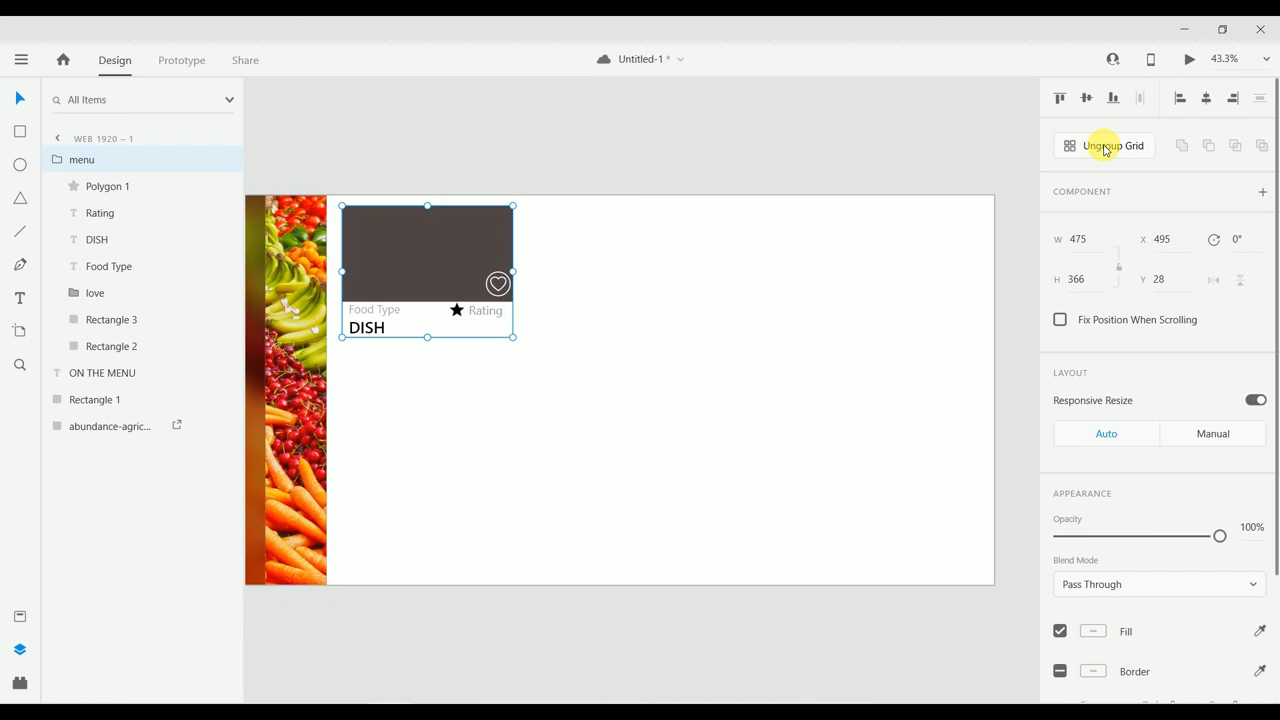 Design Prototype Share Untitled-1 * 43.3%
All Items
WEB 1920 – 1
menu
Polygon 1
Rating
DISH
Food Type
love
Rectangle 3
Rectangle 2
ON THE MENU
Rectangle 1
abundance-agric...
Food Type Rating
DISH
Ungroup Grid
COMPONENT
W 475 X 495 0°
H 366 Y 28
Fix Position When Scrolling
LAYOUT
Responsive Resize
Auto Manual
APPEARANCE
Opacity
100%
Blend Mode
Pass Through
Fill
Border